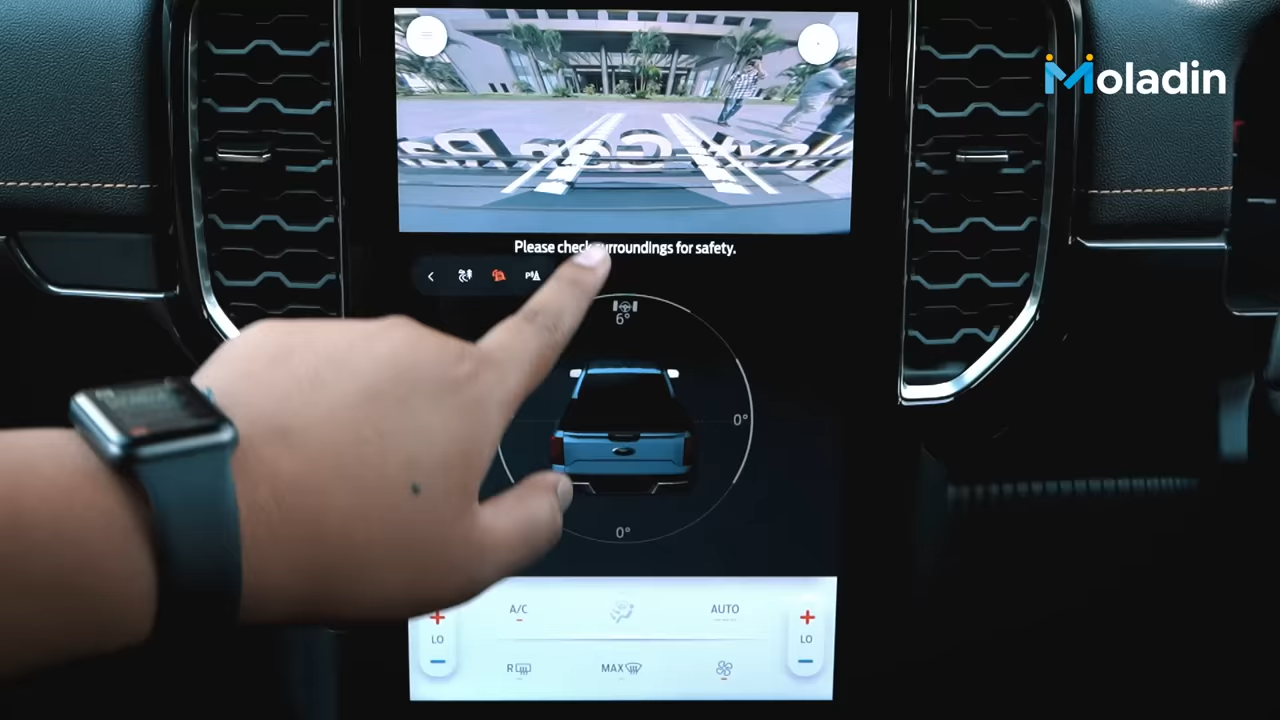 Moladin
Please check surroundings for safety.
6°
0°
0°
A/C
AUTO
LO
LO
R
MAX